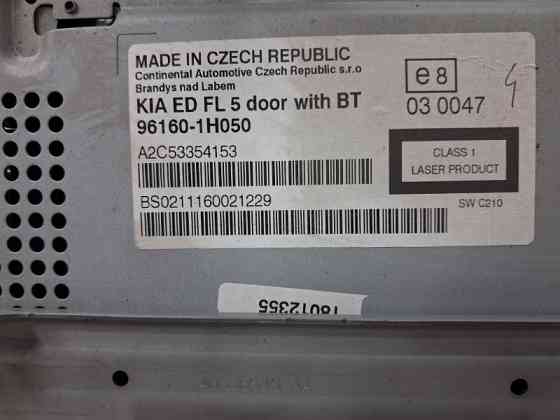 MADE IN CZECH REPUBLIC
Continental Automotive Czech Republic s.r.o
Brandys nad Labem
KIA ED FL 5 door with BT
96160-1H050
A2C53354153
BS0211160021229
e8
03 0047
CLASS 1
LASER PRODUCT
SW C210
18012355